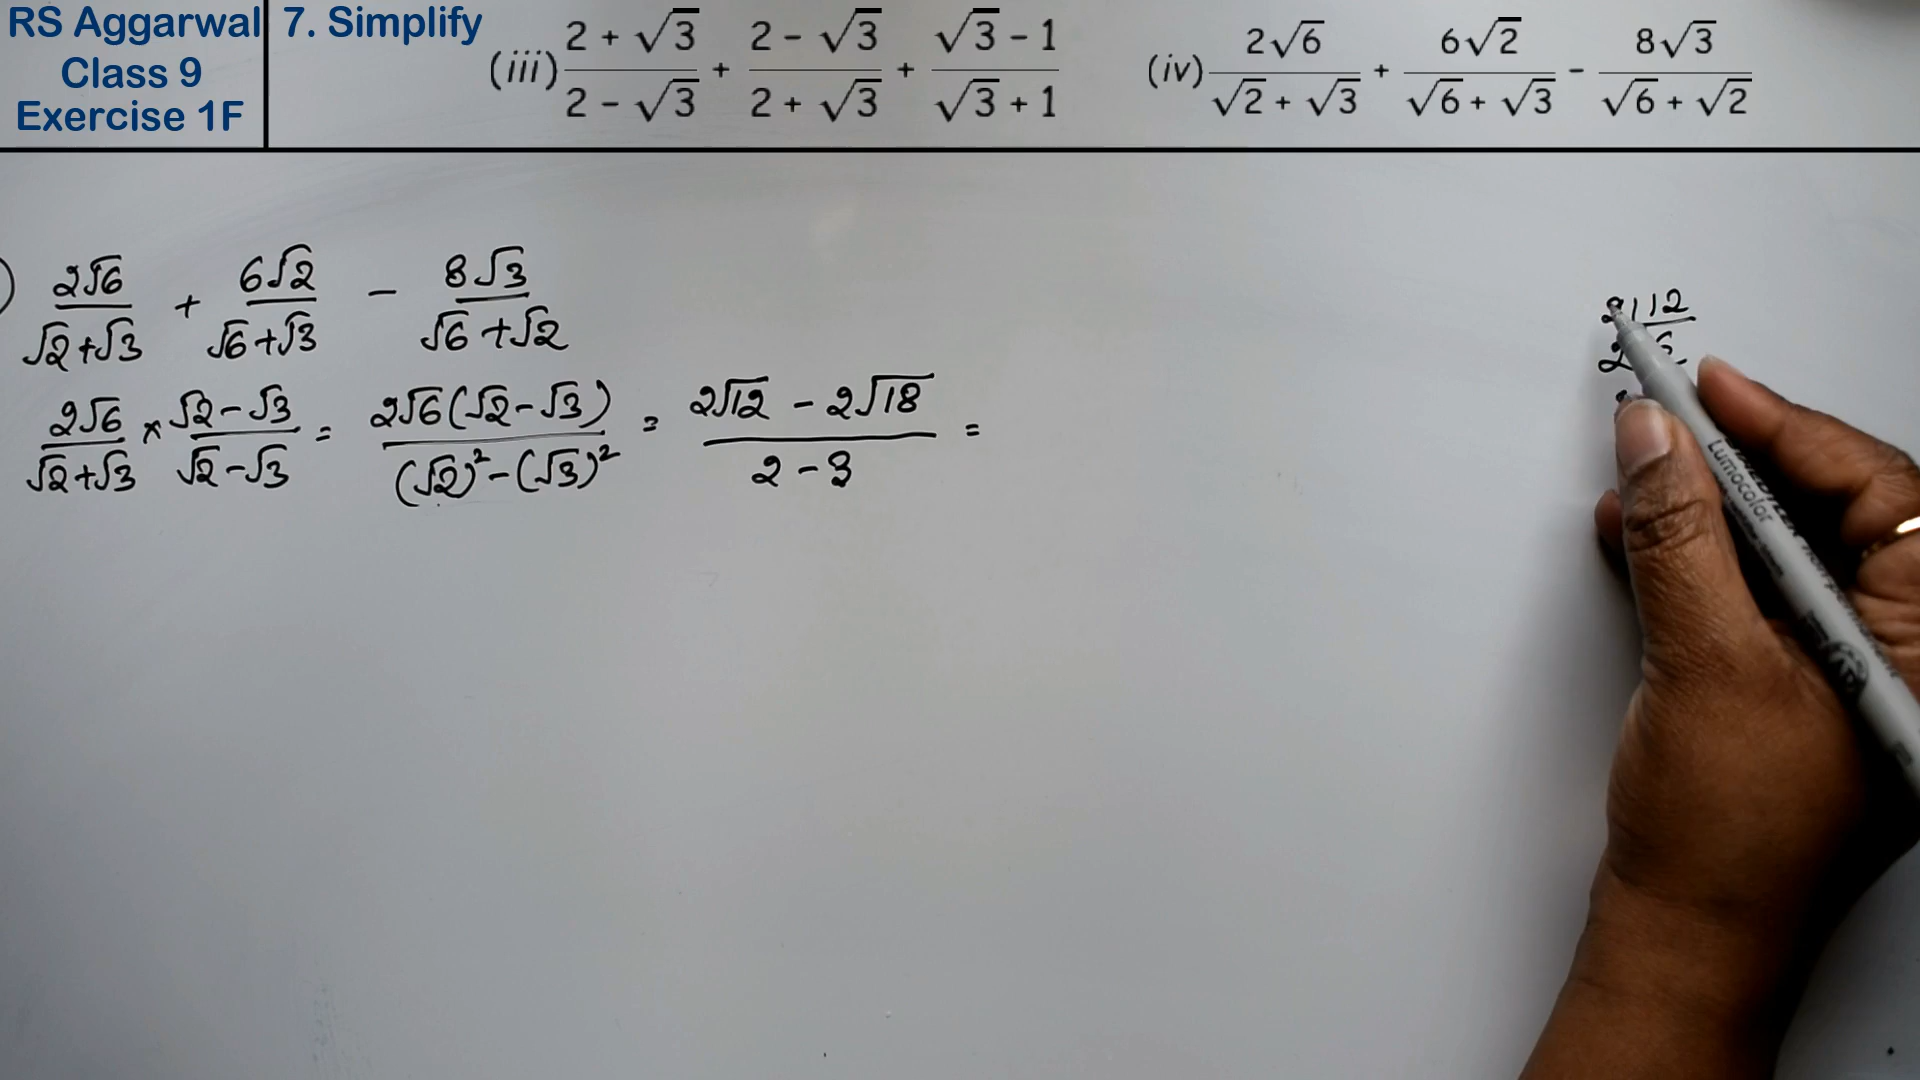 RS Aggarwal
Class 9
Exercise 1F
7. Simplify
(iii) (2 + √3)/(2 - √3) + (2 - √3)/(2 + √3) + (√3 - 1)/(√3 + 1)
(iv) 2√6/(√2 + √3) + 6√2/(√6 + √3) - 8√3/(√6 + √2)
) 2√6/(√2+√3) + 6√2/(√6+√3) - 8√3/(√6+√2)
2√6/(√2+√3) × (√2-√3)/(√2-√3) = 2√6(√2-√3)/((√2)²-(√3)²) = (2√12 - 2√18)/(2-3) =
2|12
2
Lumocolor